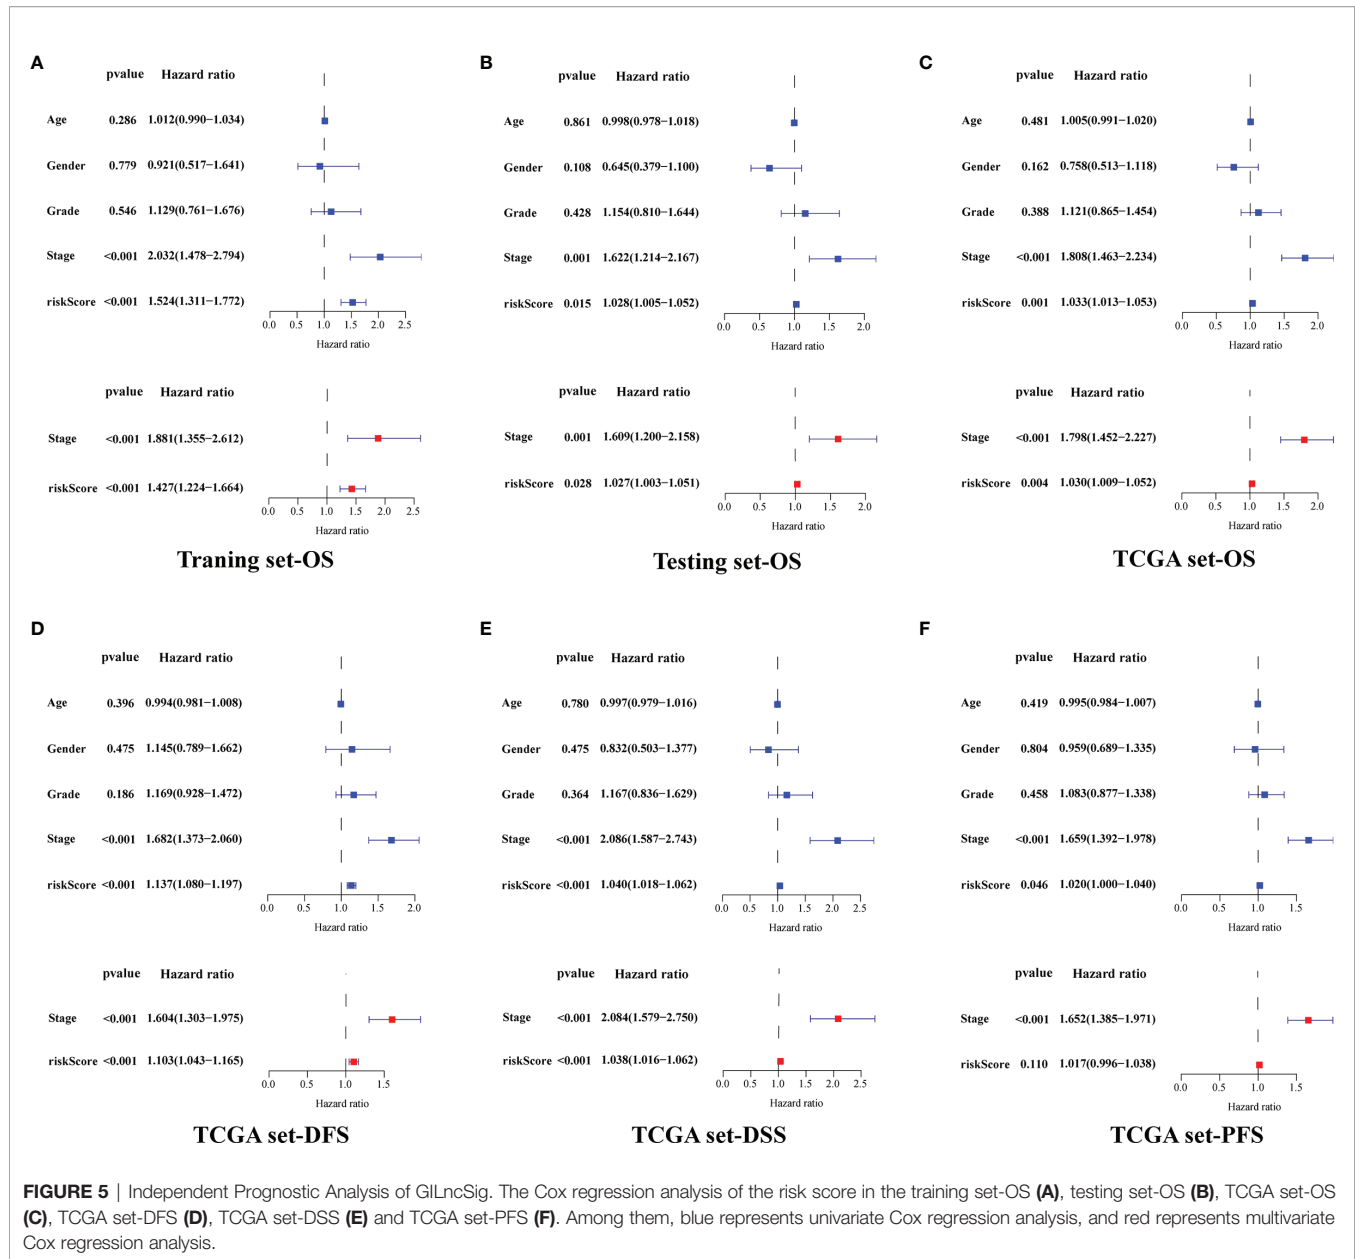 A
pvalue Hazard ratio
Age 0.286 1.012(0.990−1.034)
Gender 0.779 0.921(0.517−1.641)
Grade 0.546 1.129(0.761−1.676)
Stage <0.001 2.032(1.478−2.794)
riskScore <0.001 1.524(1.311−1.772)
0.0 0.5 1.0 1.5 2.0 2.5
Hazard ratio
pvalue Hazard ratio
Stage <0.001 1.881(1.355−2.612)
riskScore <0.001 1.427(1.224−1.664)
0.0 0.5 1.0 1.5 2.0 2.5
Hazard ratio
Traning set-OS
B
pvalue Hazard ratio
Age 0.861 0.998(0.978−1.018)
Gender 0.108 0.645(0.379−1.100)
Grade 0.428 1.154(0.810−1.644)
Stage 0.001 1.622(1.214−2.167)
riskScore 0.015 1.028(1.005−1.052)
0.0 0.5 1.0 1.5 2.0
Hazard ratio
pvalue Hazard ratio
Stage 0.001 1.609(1.200−2.158)
riskScore 0.028 1.027(1.003−1.051)
0.0 0.5 1.0 1.5 2.0
Hazard ratio
Testing set-OS
C
pvalue Hazard ratio
Age 0.481 1.005(0.991−1.020)
Gender 0.162 0.758(0.513−1.118)
Grade 0.388 1.121(0.865−1.454)
Stage <0.001 1.808(1.463−2.234)
riskScore 0.001 1.033(1.013−1.053)
0.0 0.5 1.0 1.5 2.0
Hazard ratio
pvalue Hazard ratio
Stage <0.001 1.798(1.452−2.227)
riskScore 0.004 1.030(1.009−1.052)
0.0 0.5 1.0 1.5 2.0
Hazard ratio
TCGA set-OS
D
pvalue Hazard ratio
Age 0.396 0.994(0.981−1.008)
Gender 0.475 1.145(0.789−1.662)
Grade 0.186 1.169(0.928−1.472)
Stage <0.001 1.682(1.373−2.060)
riskScore <0.001 1.137(1.080−1.197)
0.0 0.5 1.0 1.5 2.0
Hazard ratio
pvalue Hazard ratio
Stage <0.001 1.604(1.303−1.975)
riskScore <0.001 1.103(1.043−1.165)
0.0 0.5 1.0 1.5
Hazard ratio
TCGA set-DFS
E
pvalue Hazard ratio
Age 0.780 0.997(0.979−1.016)
Gender 0.475 0.832(0.503−1.377)
Grade 0.364 1.167(0.836−1.629)
Stage <0.001 2.086(1.587−2.743)
riskScore <0.001 1.040(1.018−1.062)
0.0 0.5 1.0 1.5 2.0 2.5
Hazard ratio
pvalue Hazard ratio
Stage <0.001 2.084(1.579−2.750)
riskScore <0.001 1.038(1.016−1.062)
0.0 0.5 1.0 1.5 2.0 2.5
Hazard ratio
TCGA set-DSS
F
pvalue Hazard ratio
Age 0.419 0.995(0.984−1.007)
Gender 0.804 0.959(0.689−1.335)
Grade 0.458 1.083(0.877−1.338)
Stage <0.001 1.659(1.392−1.978)
riskScore 0.046 1.020(1.000−1.040)
0.0 0.5 1.0 1.5
Hazard ratio
pvalue Hazard ratio
Stage <0.001 1.652(1.385−1.971)
riskScore 0.110 1.017(0.996−1.038)
0.0 0.5 1.0 1.5
Hazard ratio
TCGA set-PFS
FIGURE 5 | Independent Prognostic Analysis of GILncSig. The Cox regression analysis of the risk score in the training set-OS (A), testing set-OS (B), TCGA set-OS
(C), TCGA set-DFS (D), TCGA set-DSS (E) and TCGA set-PFS (F). Among them, blue represents univariate Cox regression analysis, and red represents multivariate
Cox regression analysis.